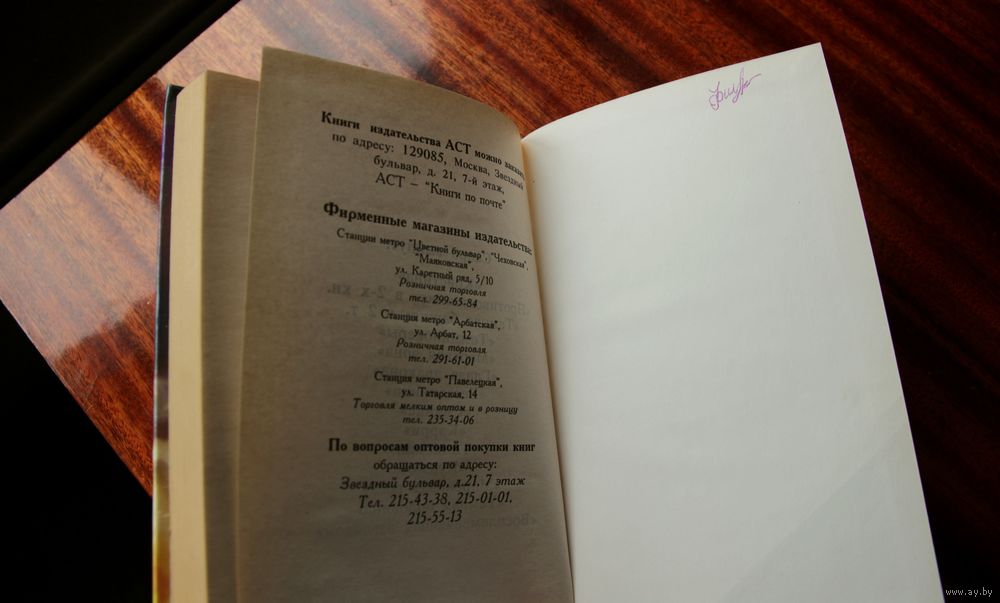 Книги издательства АСТ можно
по адресу: 129085, Москва, Звездный
бульвар, д. 21, 7-й этаж,
АСТ – "Книги по почте"
Фирменные магазины издательства:
Станции метро "Цветной бульвар", "Чеховская",
"Маяковская",
ул. Каретный ряд, 5/10
Розничная торговля
тел. 299-65-84
Станция метро "Арбатская",
ул. Арбат, 12
Розничная торговля
тел. 291-61-01
Станция метро "Павелецкая",
ул. Татарская, 14
Торговля мелким оптом и в розницу
тел. 235-34-06
По вопросам оптовой покупки книг
обращаться по адресу:
Звездный бульвар, д.21, 7 этаж
Тел. 215-43-38, 215-01-01,
215-55-13
www.ay.by